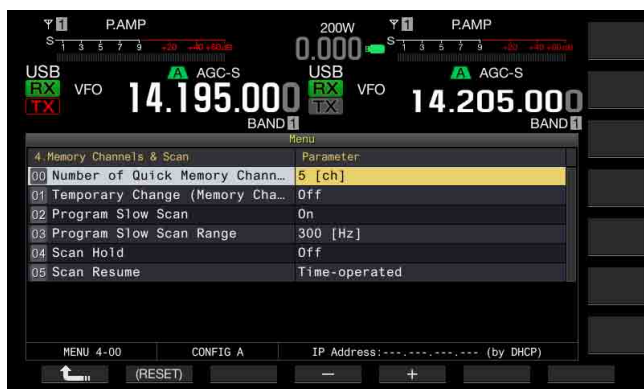 1 P.AMP 200W 1 P.AMP
S 1 3 5 7 9 +20 +40 +60dB 0.000 S 1 3 5 7 9 +20 +40 +60dB
USB A AGC-S USB A AGC-S
RX TX VFO 14.195.000 RX TX VFO 14.205.000
BAND 1 BAND 1
Menu
4.Memory Channels & Scan Parameter
00 Number of Quick Memory Chann… 5 [ch]
01 Temporary Change (Memory Cha… Off
02 Program Slow Scan On
03 Program Slow Scan Range 300 [Hz]
04 Scan Hold Off
05 Scan Resume Time-operated
MENU 4-00 CONFIG A IP Address:---.---.---.--- (by DHCP)
(RESET) − +